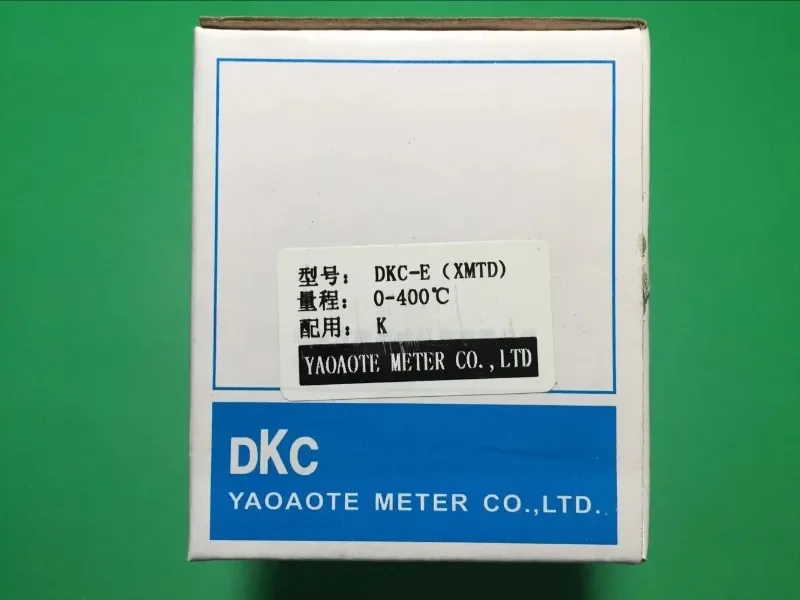 型号： DKC-E（XMTD）
量程： 0-400℃
配用： K
YAOAOTE METER CO.,LTD
DKC
YAOAOTE METER CO.,LTD.